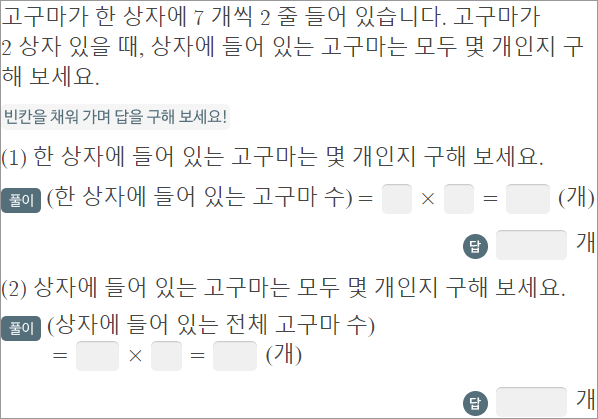 고구마가 한 상자에 7 개씩 2 줄 들어 있습니다. 고구마가
2 상자 있을 때, 상자에 들어 있는 고구마는 모두 몇 개인지 구
해 보세요.
빈칸을 채워 가며 답을 구해 보세요!
(1) 한 상자에 들어 있는 고구마는 몇 개인지 구해 보세요.
풀이 (한 상자에 들어 있는 고구마 수) = × = (개)
답 개
(2) 상자에 들어 있는 고구마는 모두 몇 개인지 구해 보세요.
풀이 (상자에 들어 있는 전체 고구마 수)
= × = (개)
답 개